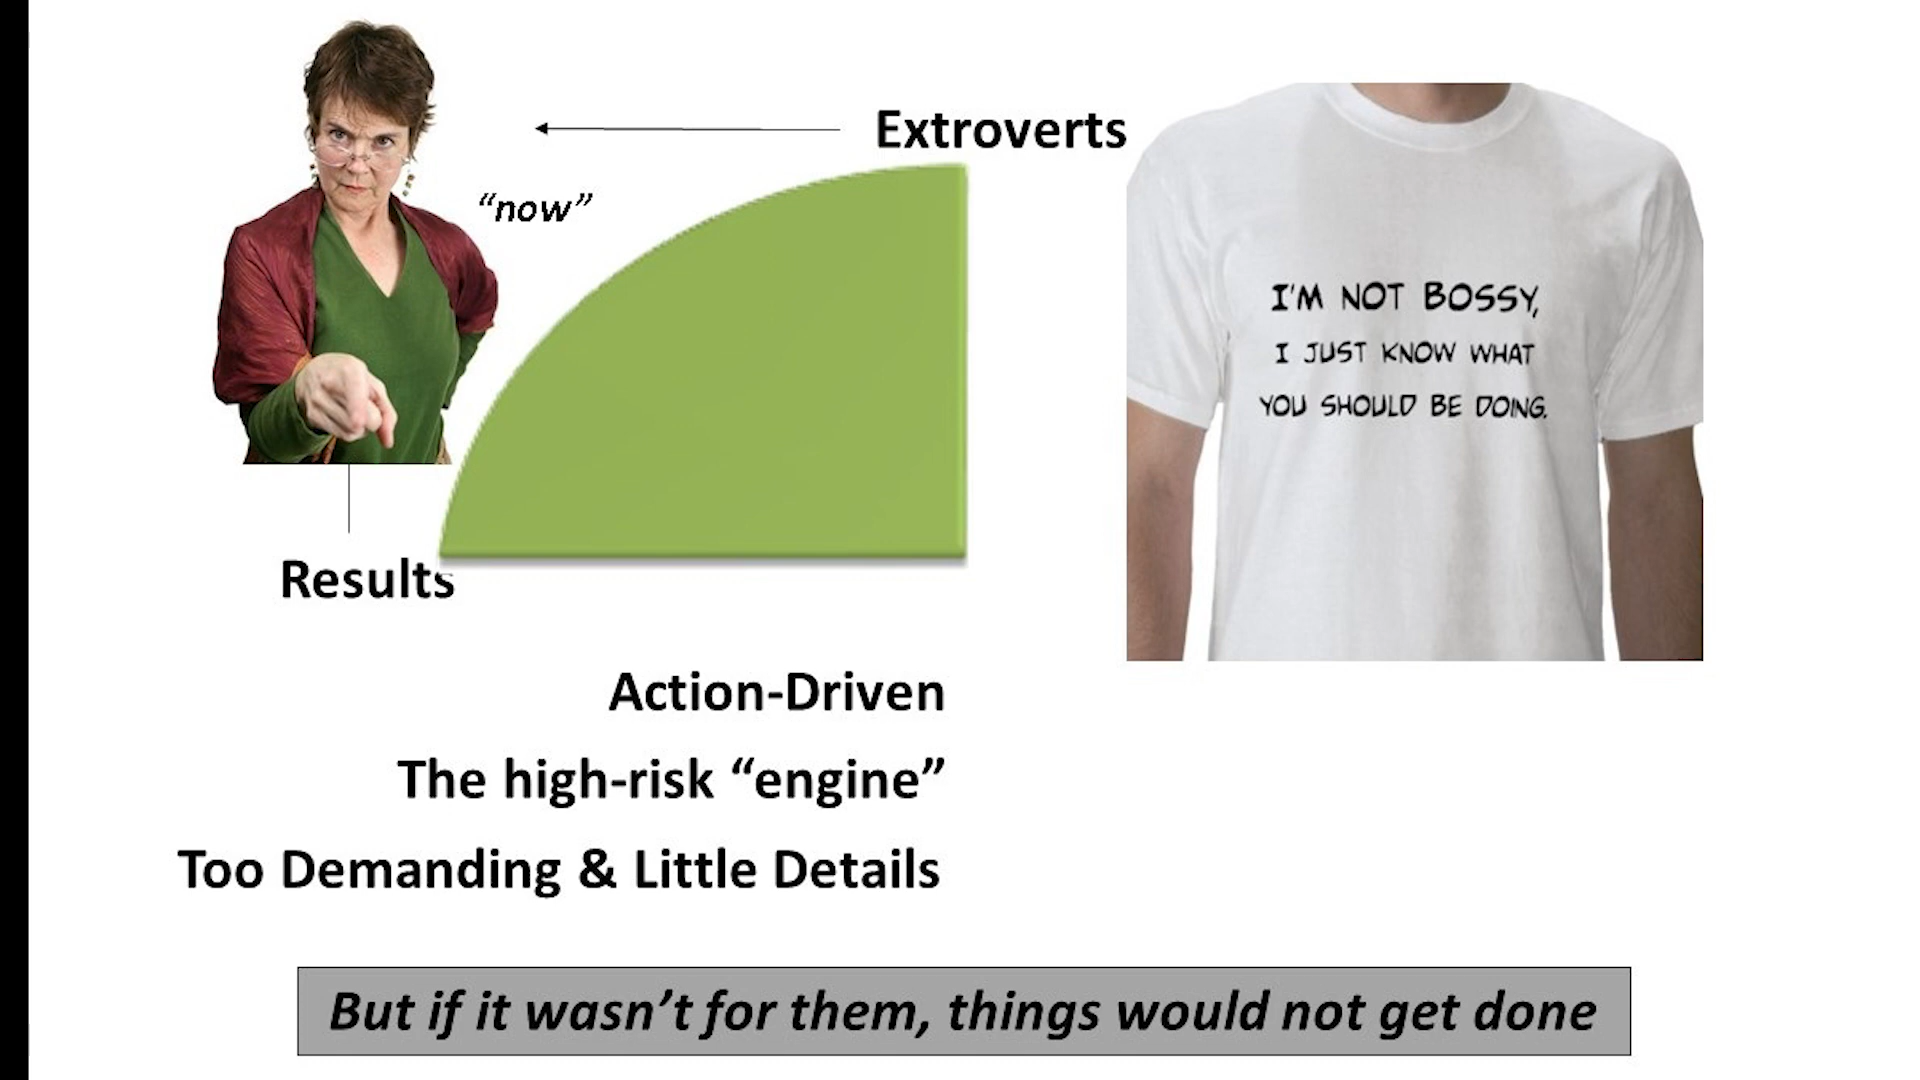 Extroverts
“now”
I'M NOT BOSSY,
I JUST KNOW WHAT
YOU SHOULD BE DOING.
Results
Action-Driven
The high-risk “engine”
Too Demanding & Little Details
But if it wasn’t for them, things would not get done